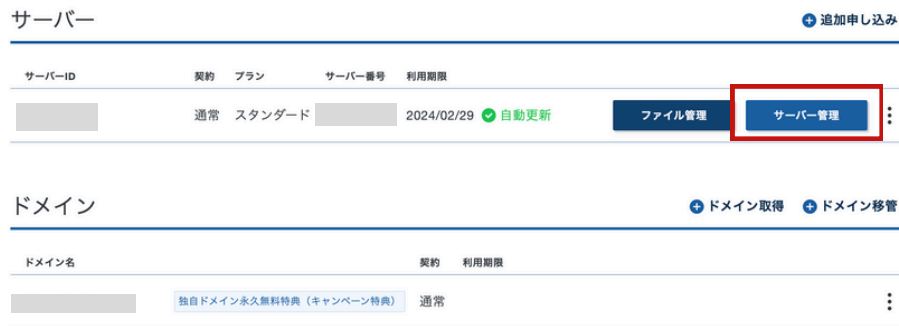 サーバー 追加申し込み
サーバーID 契約 プラン サーバー番号 利用期限
通常 スタンダード 2024/02/29 自動更新 ファイル管理 サーバー管理
ドメイン ドメイン取得 ドメイン移管
ドメイン名 契約 利用期限
独自ドメイン永久無料特典（キャンペーン特典） 通常